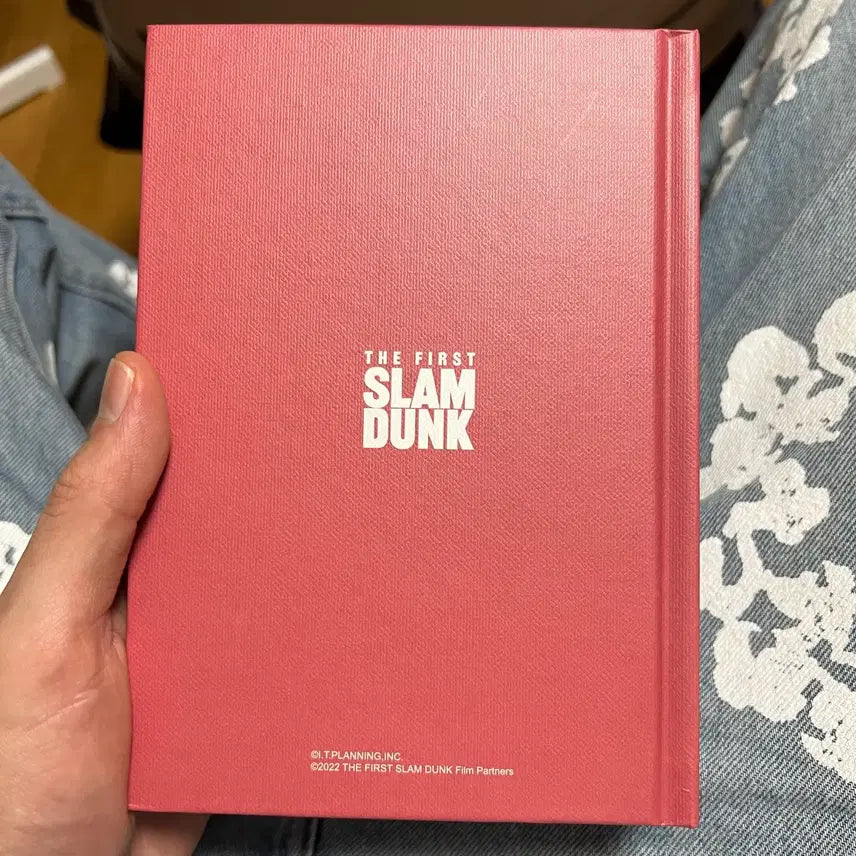 THE FIRST
SLAM
DUNK
©I.T.PLANNING,INC.
©2022 THE FIRST SLAM DUNK Film Partners